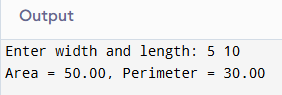 Output
Enter width and length: 5 10
Area = 50.00, Perimeter = 30.00